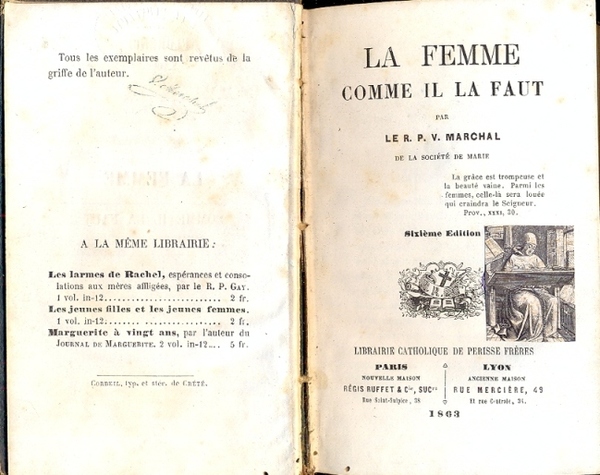 Tous les exemplaires sont revêtus de la
griffe de l'auteur.
V. Marchal
A LA MÊME LIBRAIRIE :
Les larmes de Rachel, espérances et conso-
lations aux mères affligées, par le R. P. GAY.
1 vol. in-12........................ 2 fr.
Les jeunes filles et les jeunes femmes.
1 vol. in-12....... .................. 2 fr.
Marguerite à vingt ans, par l'auteur du
JOURNAL DE MARGUERITE. 2 vol. in-12.... 5 fr.
CORBEIL, typ. et stér. de CRÉTÉ.
LA FEMME
COMME IL LA FAUT
PAR
LE R. P. V. MARCHAL
DE LA SOCIÉTÉ DE MARIE
La grâce est trompeuse et
la beauté vaine. Parmi les
femmes, celle-là sera louée
qui craindra le Seigneur.
Prov., XXXI, 30.
Sixième Edition
LIBRAIRIE CATHOLIQUE DE PERISSE FRÈRES
PARIS
NOUVELLE MAISON
RÉGIS RUFFET & Cie, SUCrs
Rue Saint-Sulpice, 38
LYON
ANCIENNE MAISON
RUE MERCIÈRE, 49
et rue Centrale, 34.
1863